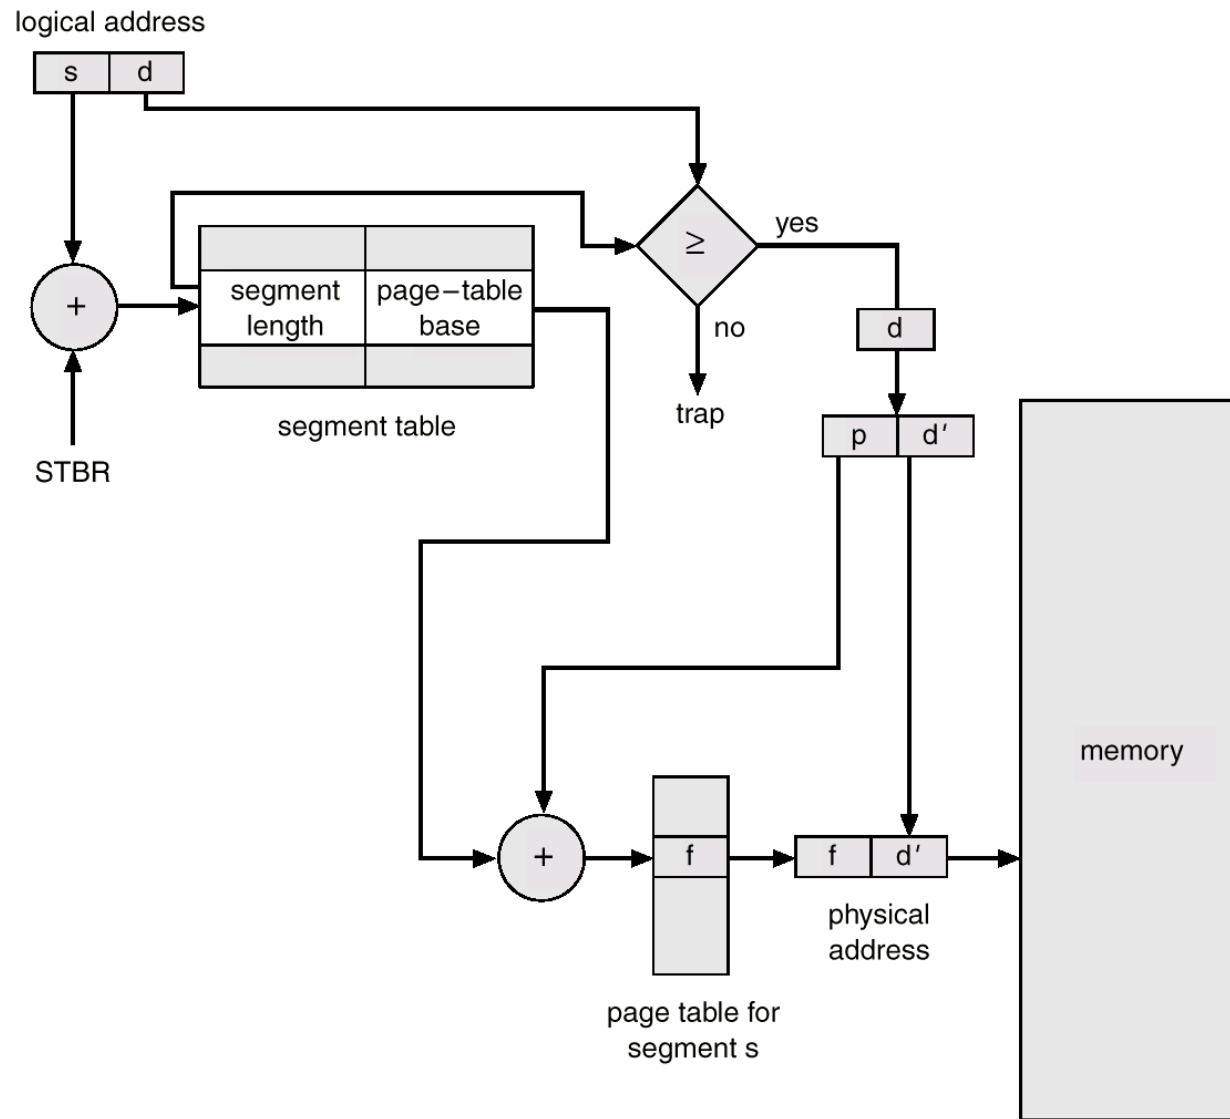 logical address
s d
yes
≥
+
segment length
page–table base
no
d
trap
segment table
p d′
STBR
memory
+
f
f d′
physical
address
page table for
segment s